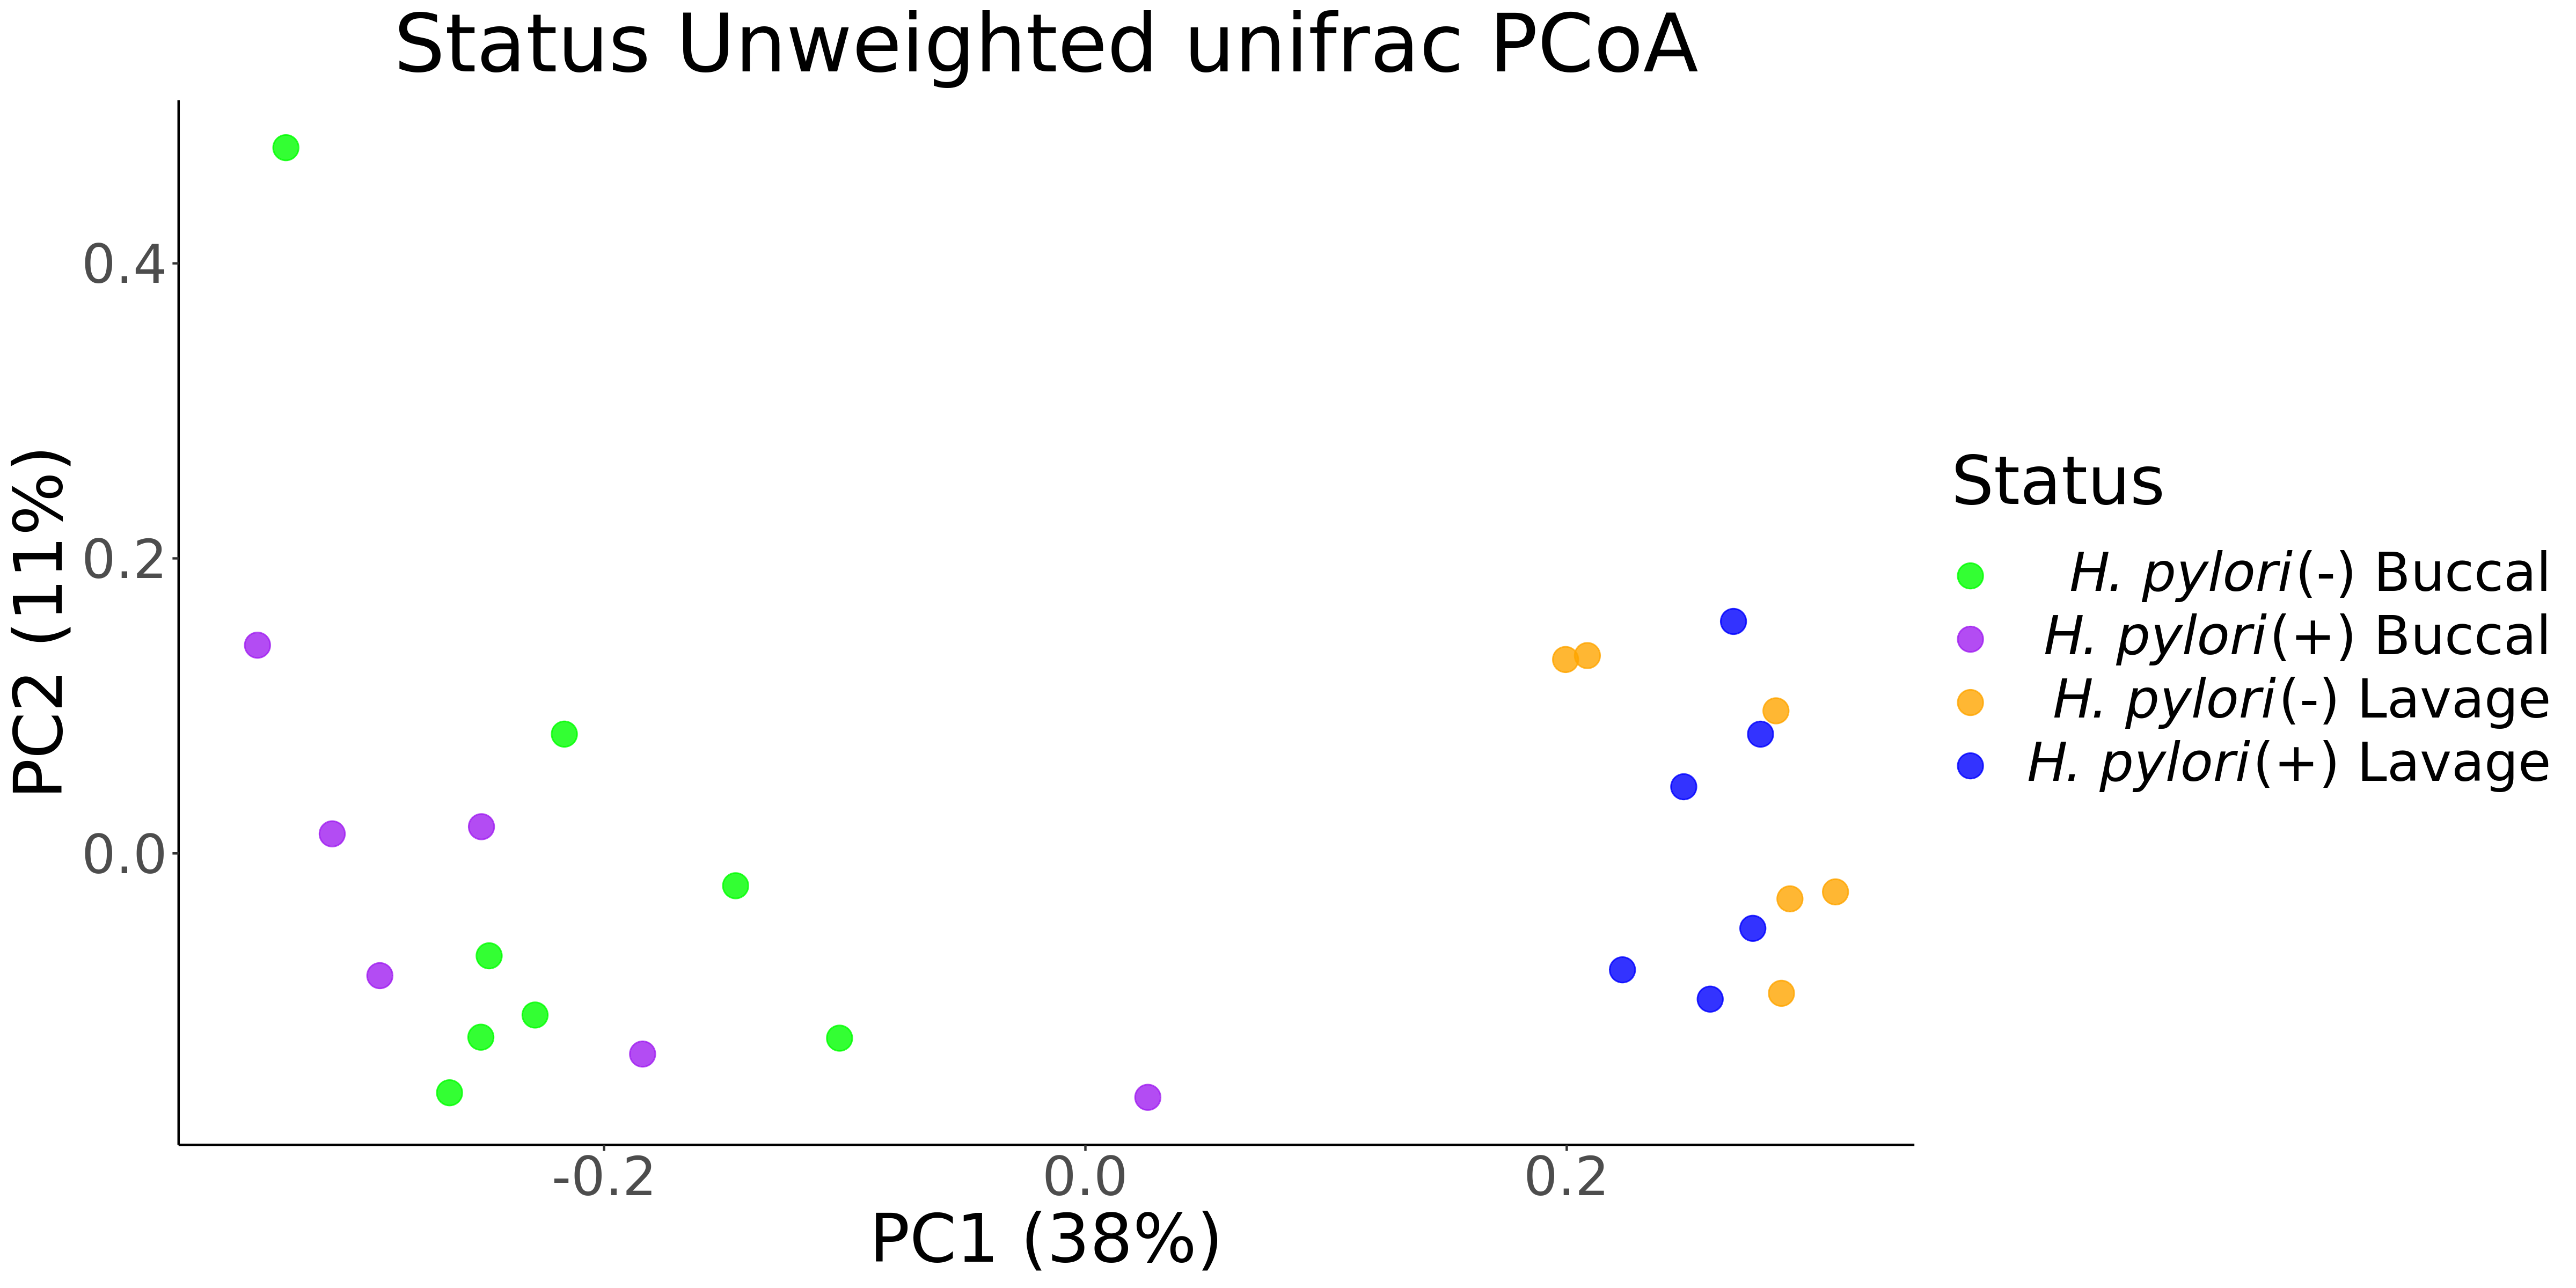 Status Unweighted unifrac PCoA
0.4
0.2
0.0
PC2 (11%)
-0.2
0.0
0.2
PC1 (38%)
Status
H. pylori(-) Buccal
H. pylori(+) Buccal
H. pylori(-) Lavage
H. pylori(+) Lavage